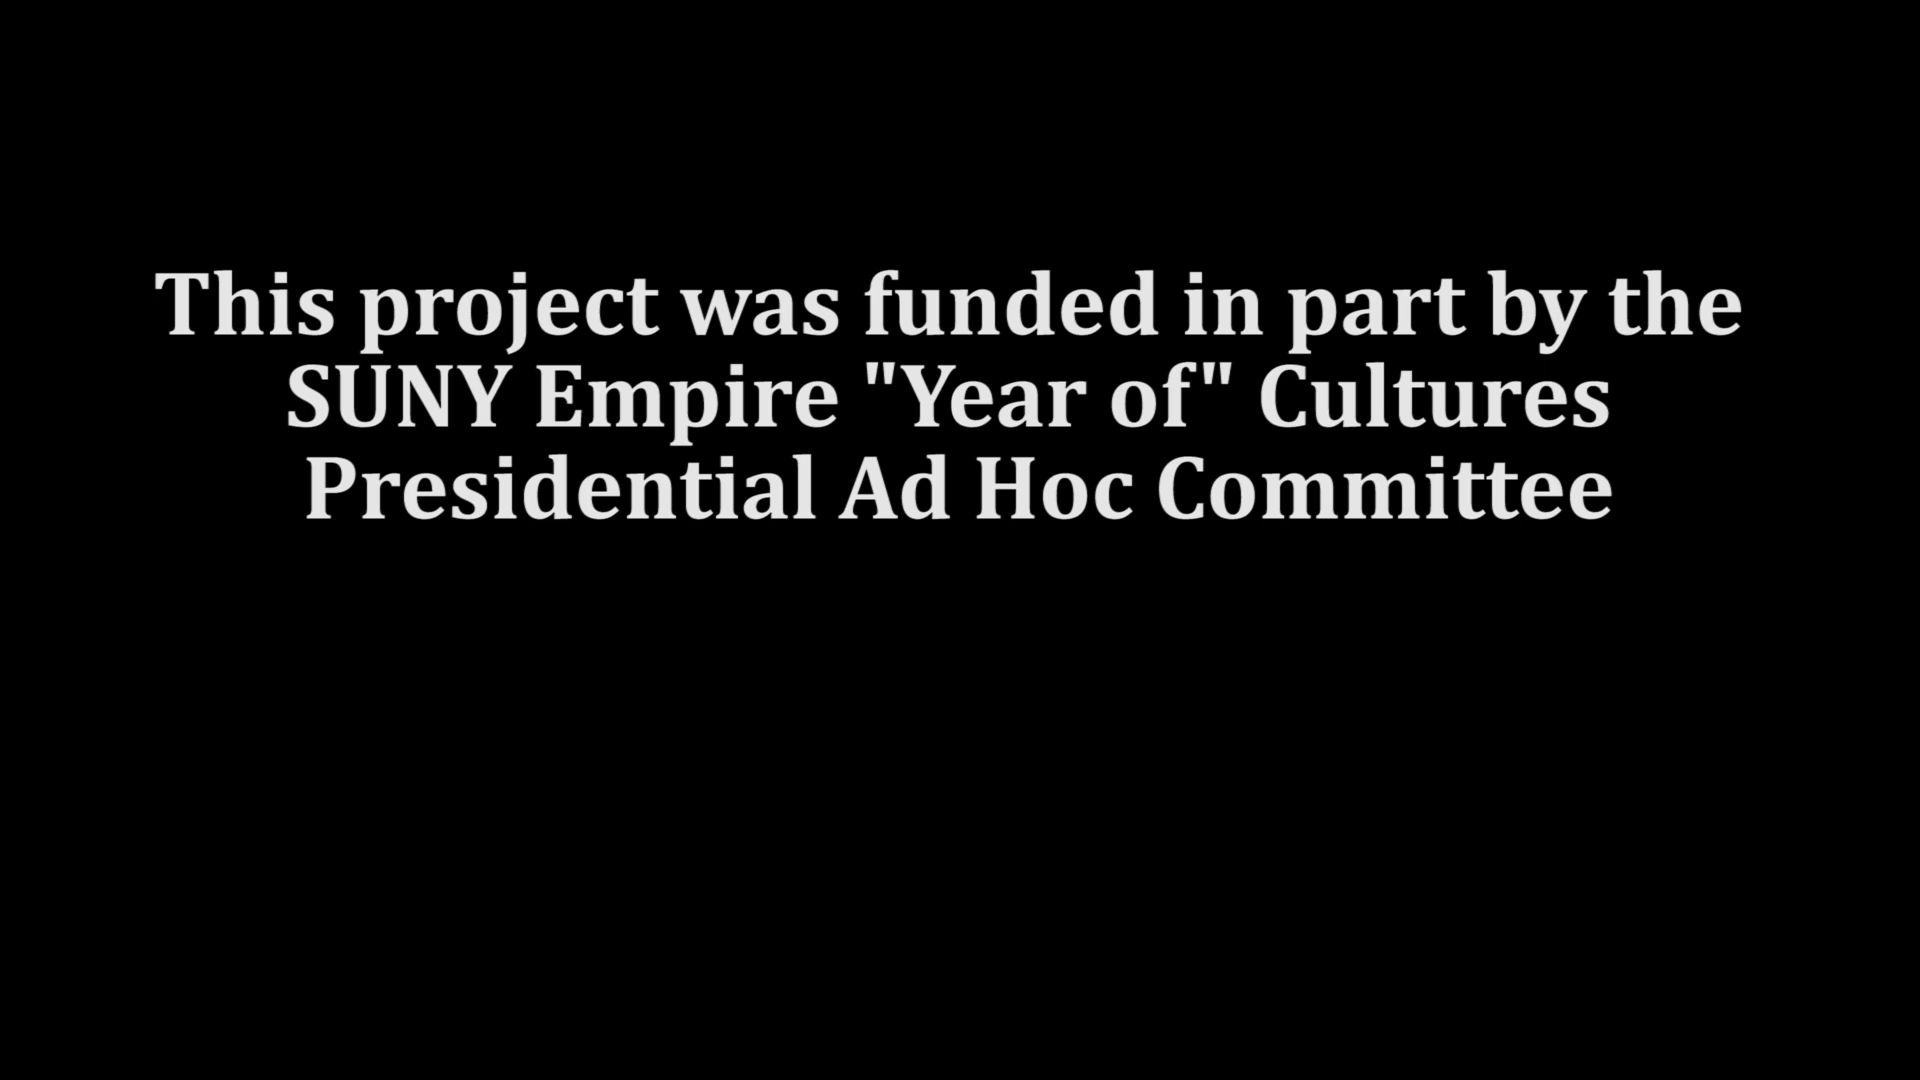 This project was funded in part by the
SUNY Empire "Year of" Cultures
Presidential Ad Hoc Committee